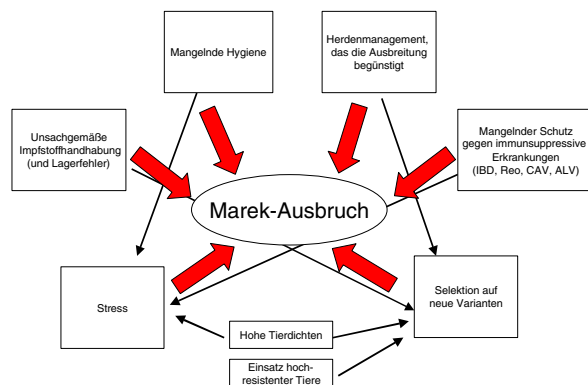 Mangelnde Hygiene
Herdenmanagement,
das die Ausbreitung
begünstigt
Unsachgemäße
Impfstoffhandhabung
(und Lagerfehler)
Mangelnder Schutz
gegen immunsuppressive
Erkrankungen
(IBD, Reo, CAV, ALV)
Marek-Ausbruch
Stress
Selektion auf
neue Varianten
Hohe Tierdichten
Einsatz hoch-
resistenter Tiere